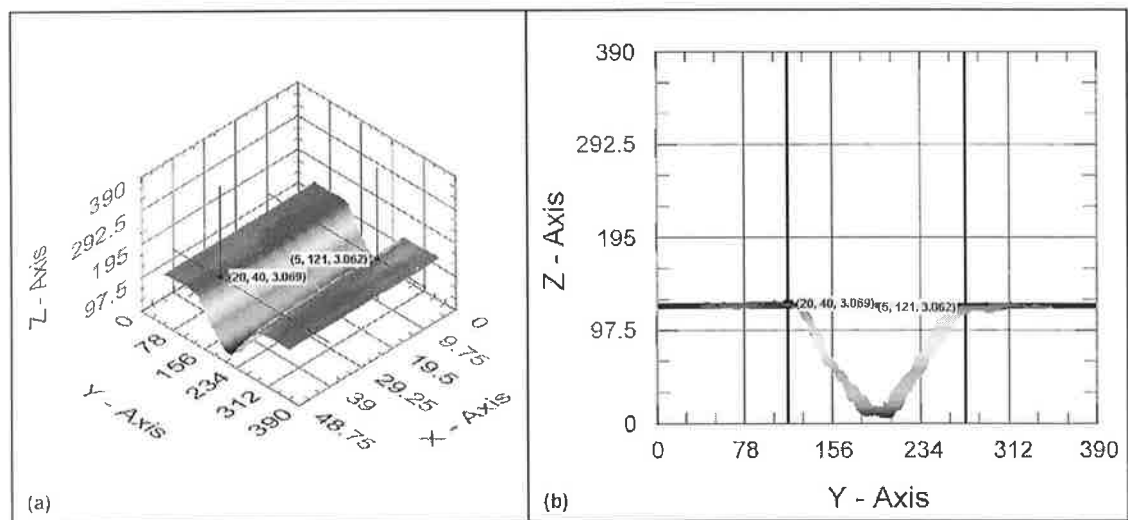 390
292.5
195
97.5
0
Z - Axis
(5, 121, 3.062)
(20, 40, 3.069)
0
78
156
234
312
390
Y - Axis
0
9.75
19.5
29.25
39
48.75
X - Axis
(a)
390
292.5
195
97.5
0
Z - Axis
(20, 40, 3.069)
(5, 121, 3.062)
0 78 156 234 312 390
Y - Axis
(b)